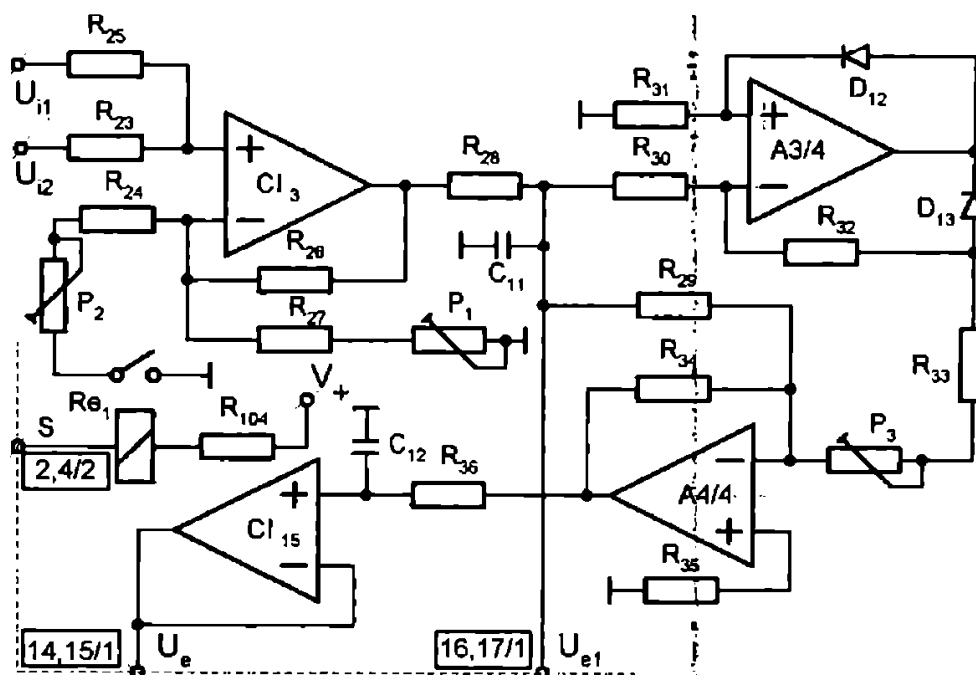 R25
Ui1
R23
Ui2
R24
+
CI3
−
R28
R31
R30
+
A3/4
−
D12
D13
R32
R26
R27
P1
P2
C11
R29
R34
R33
P3
Re1
S
2,4/2
R104
V+
C12
R36
+
CI15
−
−
A4/4
+
R35
14,15/1
Ue
16,17/1
Ue1